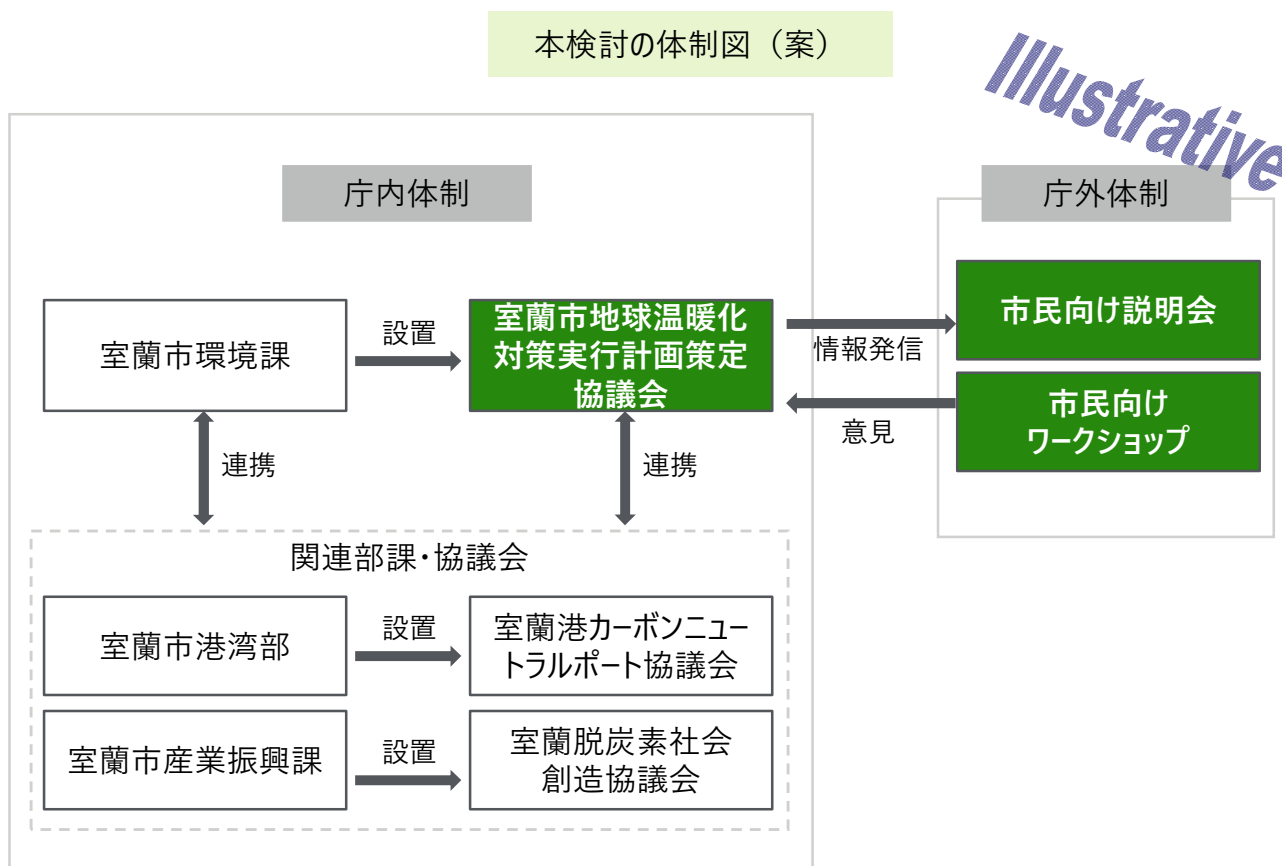 本検討の体制図（案）
Illustrative
庁内体制
庁外体制
室蘭市環境課
設置
室蘭市地球温暖化
対策実行計画策定
協議会
情報発信
意見
市民向け説明会
市民向け
ワークショップ
連携
連携
関連部課・協議会
室蘭市港湾部
設置
室蘭港カーボンニュー
トラルポート協議会
室蘭市産業振興課
設置
室蘭脱炭素社会
創造協議会